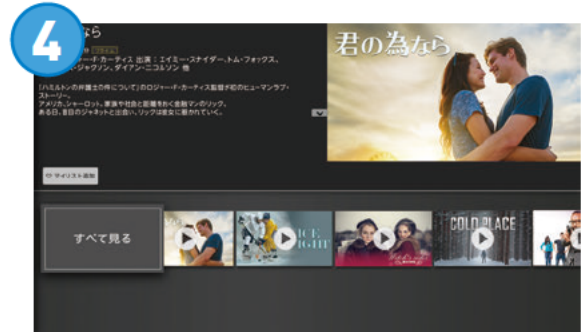 4
なら
君の為なら
ャー・F・カーティス 出演：エイミー・スナイダー、トム・フォックス、
ジャクソン、ダイアン・ニコルソン 他
「ハミルトンの弁護士の件について」のロジャー・F・カーティス監督が初のヒューマンラブ・
ストーリー。
アメリカ、シャーロット。家族や社会と距離をおく金融マンのリック。
ある日、盲目のジャネットと出会い、リックは彼女に惹かれていく。
マイリスト追加
すべて見る
ICE
COLD PLACE